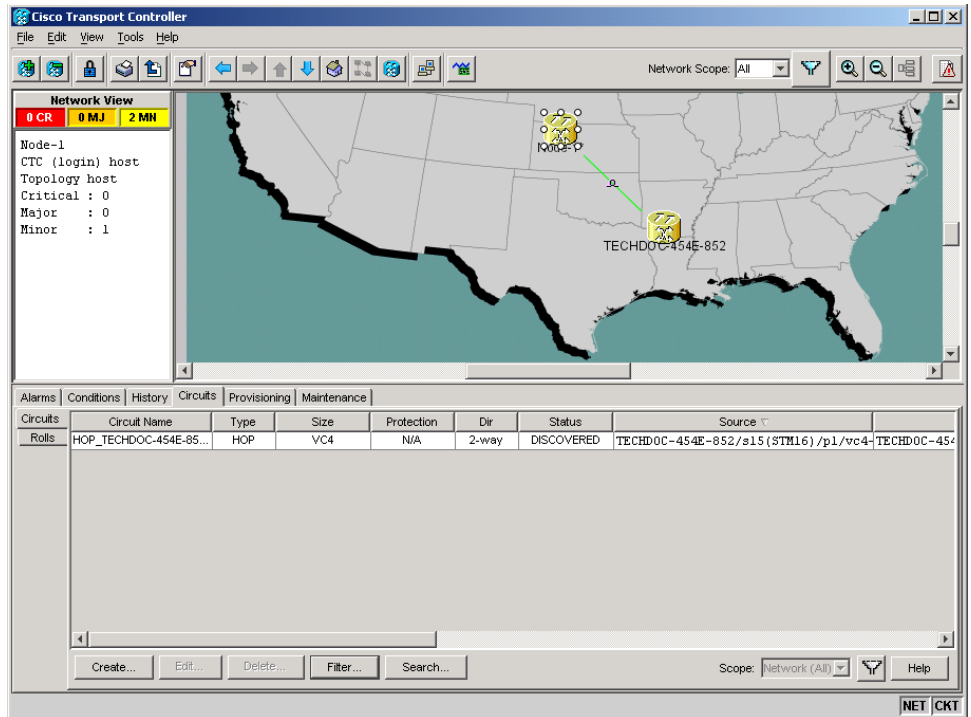 Cisco Transport Controller
File Edit View Tools Help
Network Scope: All
Network View
0 CR 0 MJ 2 MN
Node-1
CTC (login) host
Topology host
Critical : 0
Major : 0
Minor : 1
Node-1
TECHDOC-454E-852
Alarms Conditions History Circuits Provisioning Maintenance
Circuits
Rolls
Circuit Name Type Size Protection Dir Status Source
HOP_TECHDOC-454E-85... HOP VC4 N/A 2-way DISCOVERED TECHDOC-454E-852/s15(STM16)/p1/vc4- TECHDOC-454
Create... Edit... Delete... Filter... Search... Scope: Network (All) Help
NET CKT